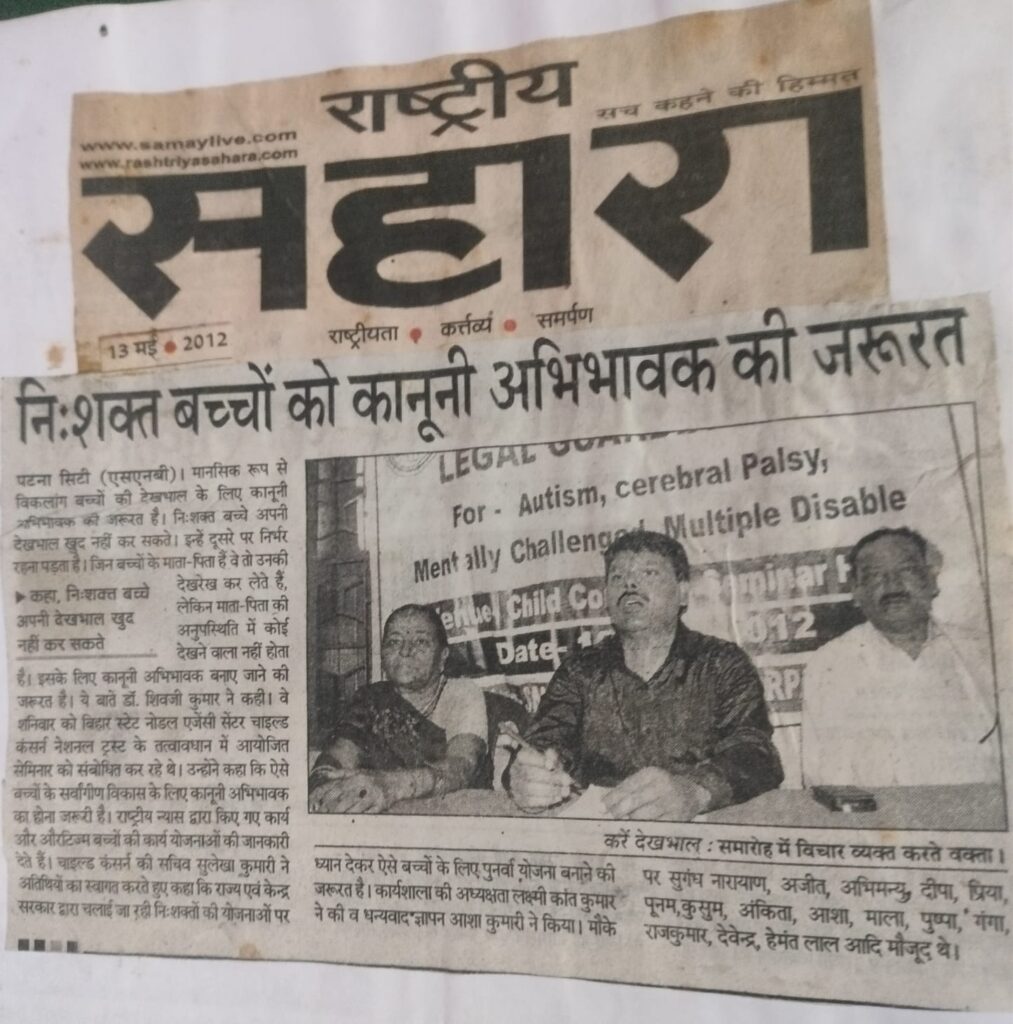 राष्ट्रीय
सच कहने की हिम्मत
www.samaylive.com
www.rashtriyasahara.com
सहारा
13 मई 2012
राष्ट्रीयता कर्त्तव्य समर्पण
नि:शक्त बच्चों को कानूनी अभिभावक की जरूरत
पटना सिटी (एसएनबी)। मानसिक रूप से
विकलांग बच्चों की देखभाल के लिए कानूनी
अभिभावक की जरूरत है। नि:शक्त बच्चे अपनी
देखभाल खुद नहीं कर सकते। इन्हें दूसरे पर निर्भर
रहना पड़ता है। जिन बच्चों के माता-पिता हैं वे तो उनकी
देखरेख कर लेते हैं,
लेकिन माता-पिता की
अनुपस्थिति में कोई
देखने वाला नहीं होता
कहा, निःशक्त बच्चे
अपनी देखभाल खुद
नहीं कर सकते
है। इसके लिए कानूनी अभिभावक बनाए जाने की
जरूरत है। ये बातें डॉ. शिवजी कुमार ने कही। वे
शनिवार को बिहार स्टेट नोडल एजेंसी सेंटर चाइल्ड
कंसर्न नेशनल ट्रस्ट के तत्वावधान में आयोजित
सेमिनार को संबोधित कर रहे थे। उन्होंने कहा कि ऐसे
बच्चों के सर्वांगीण विकास के लिए कानूनी अभिभावक
का होना जरूरी है। राष्ट्रीय न्यास द्वारा किए गए कार्य
और औरटिज्म बच्चों की कार्य योजनाओं की जानकारी
देते हैं। चाइल्ड कंसर्न की सचिव सुलेखा कुमारी ने
अतिथियों का स्वागत करते हुए कहा कि राज्य एवं केन्द्र
सरकार द्वारा चलाई जा रही निःशक्तों की योजनाओं पर
LEGAL
For - Autism, cerebral Palsy,
Mentally Challenged Multiple Disable
Child
Date-
करें देखभाल : समारोह में विचार व्यक्त करते वक्ता।
ध्यान देकर ऐसे बच्चों के लिए पुनर्वा योजना बनाने की
जरूरत है। कार्यशाला की अध्यक्षता लक्ष्मी कांत कुमार
ने की व धन्यवाद ज्ञापन आशा कुमारी ने किया। मौके
पर सुगंध नारायाण, अजीत, अभिमन्यु, दीपा, प्रिया,
पूनम,कुसुम, अंकिता, आशा, माला, पुष्पा, गंगा,
राजकुमार, देवेन्द्र, हेमंत लाल आदि मौजूद थे।